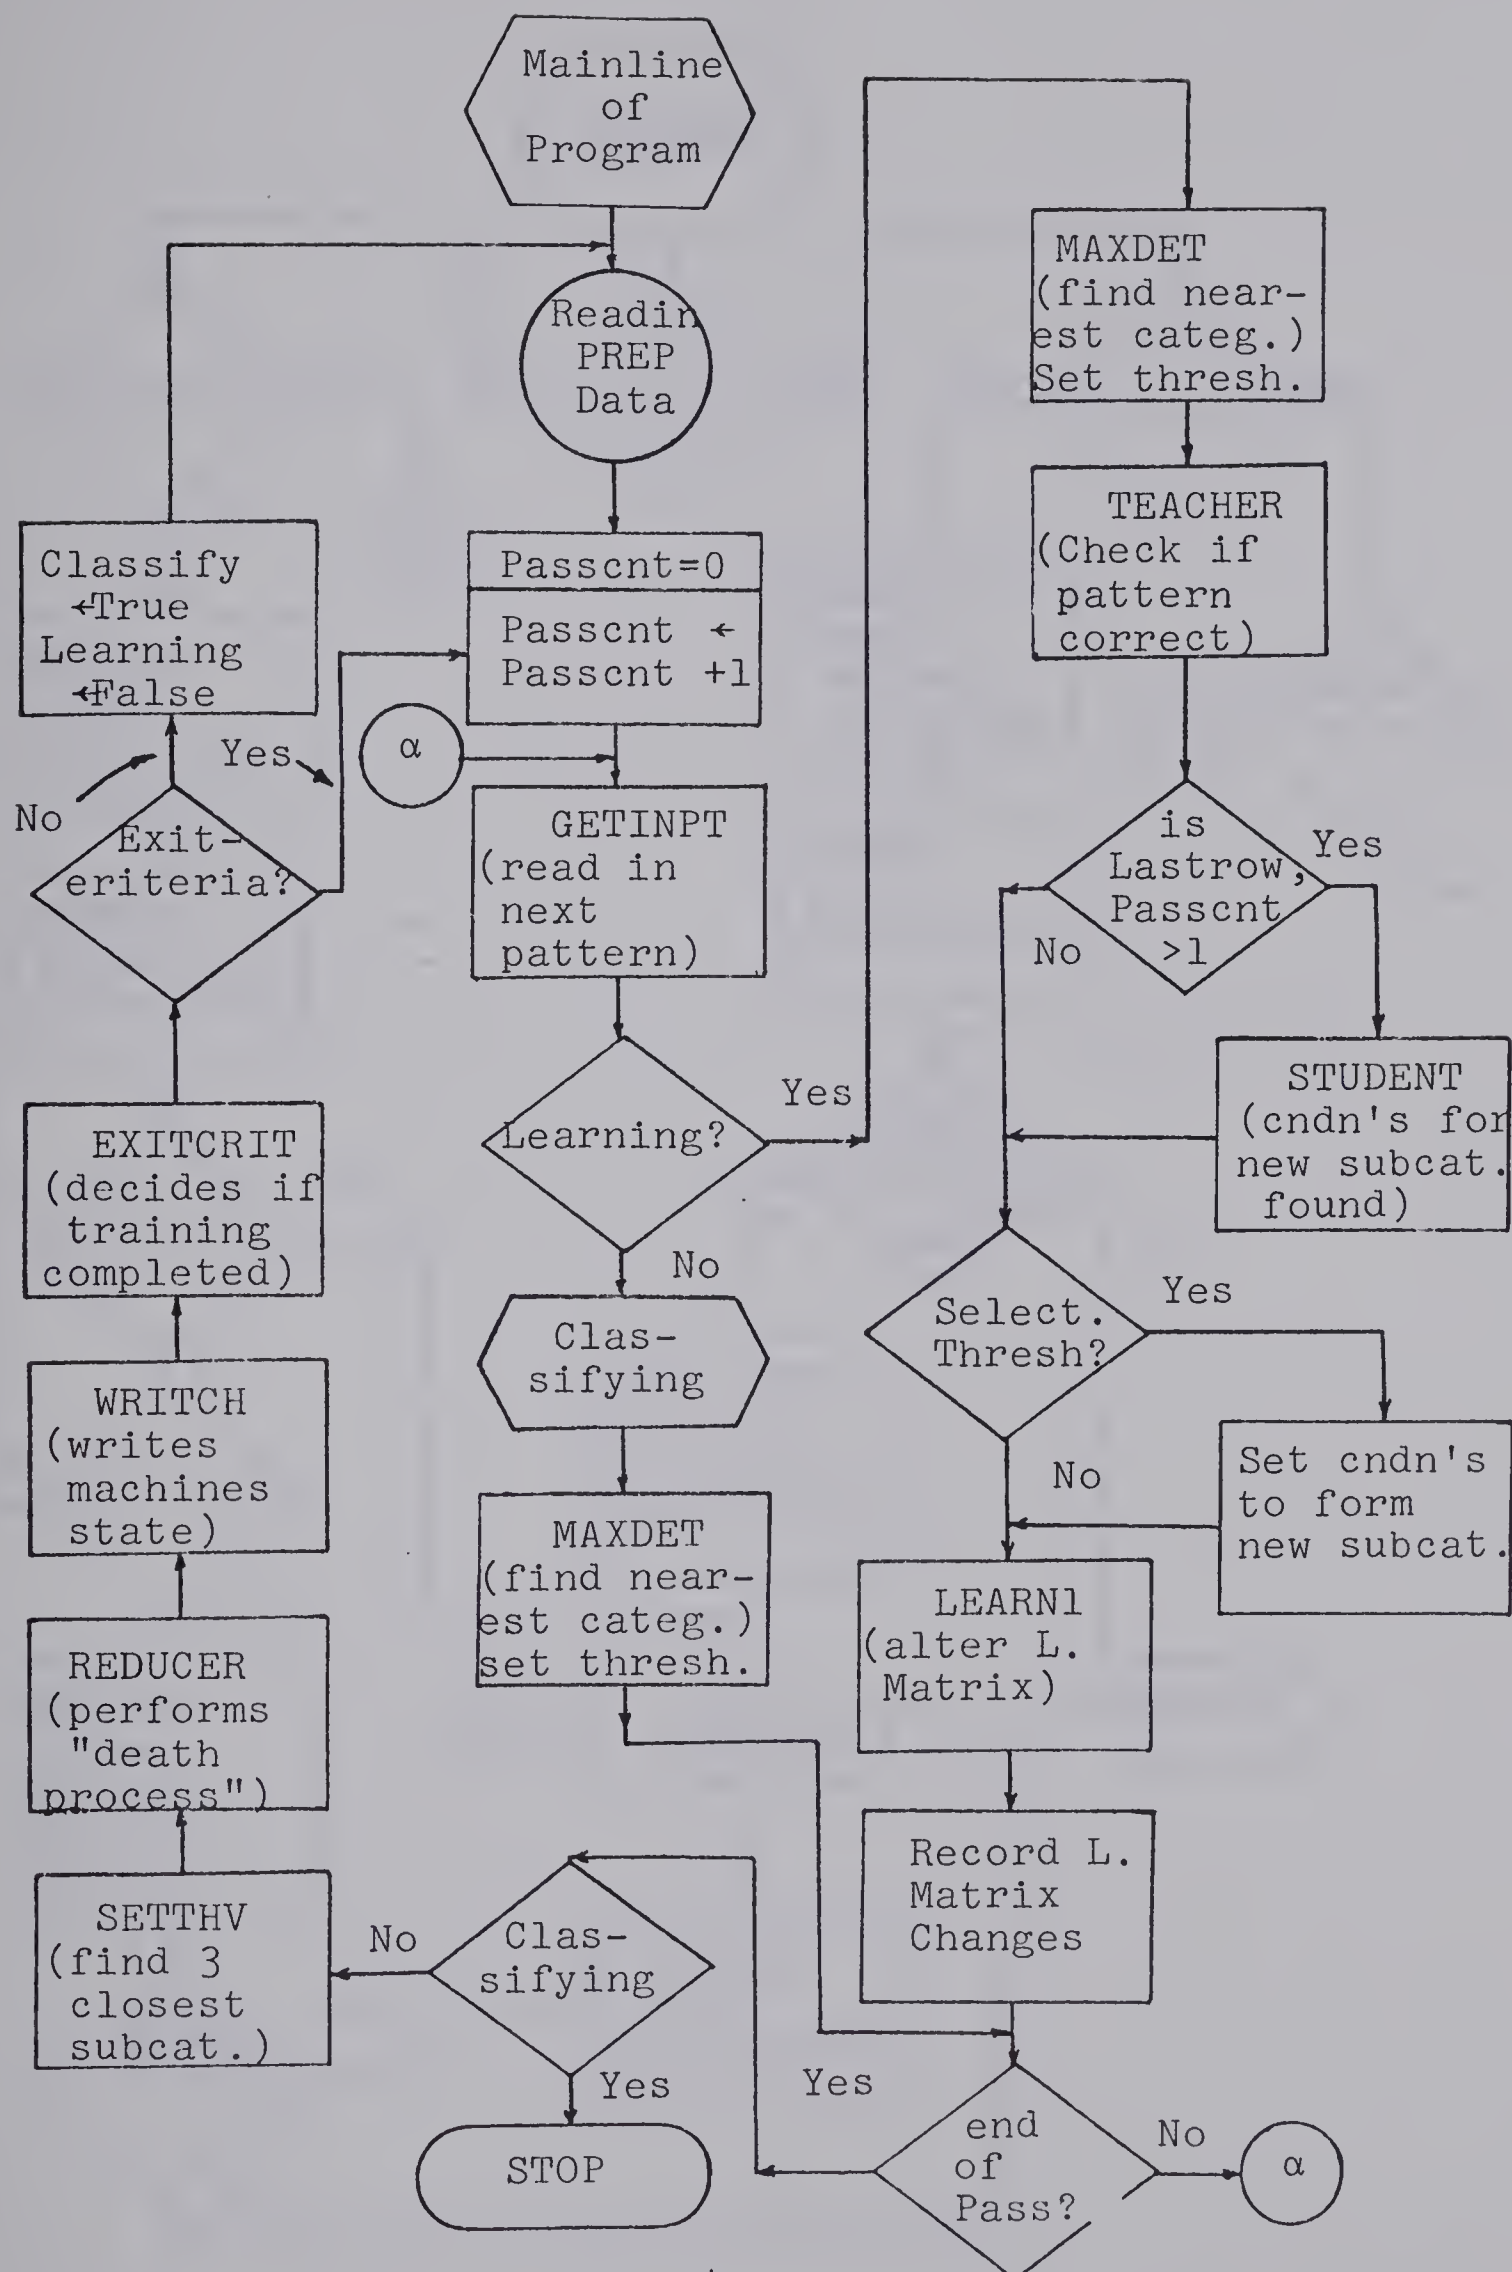 Mainline
of
Program
Readin
PREP
Data
Passcnt=0
Passcnt ←
Passcnt +1
α
GETINPT
(read in
next
pattern)
Learning?
Yes
No
Clas-
sifying
MAXDET
(find near-
est categ.)
set thresh.
MAXDET
(find near-
est categ.)
Set thresh.
TEACHER
(Check if
pattern
correct)
is
Lastrow,
Passcnt
>1
Yes
No
STUDENT
(cndn's for
new subcat.
found)
Select.
Thresh?
Yes
No
Set cndn's
to form
new subcat.
LEARN1
(alter L.
Matrix)
Record L.
Matrix
Changes
end
of
Pass?
No
α
Yes
Clas-
sifying
Yes
STOP
No
SETTHV
(find 3
closest
subcat.)
REDUCER
(performs
"death
process")
WRITCH
(writes
machines
state)
EXITCRIT
(decides if
training
completed)
Exit-
eriteria?
Yes
No
Classify
←True
Learning
←False